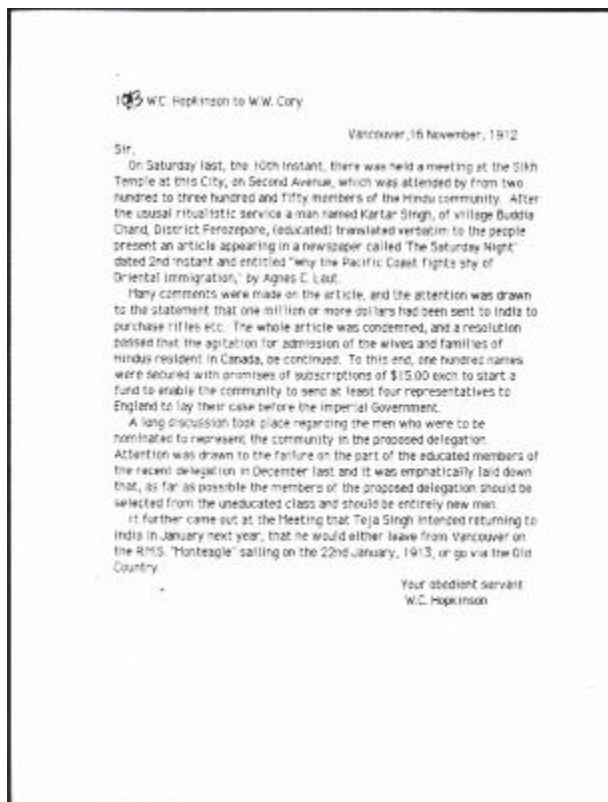 103 W.C. Hopkinson to W.W. Cory
Vancouver, 16 November, 1912
Sir,
On Saturday last, the 10th instant, there was held a meeting at the Sikh
Temple at this City, on Second Avenue, which was attended by from two
hundred to three hundred and fifty members of the Hindu community. After
the ususal ritualistic service a man named Kartar Singh, of village Buddia
Chand, District Ferozepore, (educated) translated verbatim to the people
present an article appearing in a newspaper called 'The Saturday Night'
dated 2nd instant and entitled "Why the Pacific Coast fights shy of
Oriental Immigration,' by Agnes C. Laut.
Many comments were made on the article, and the attention was drawn
to the statement that one million or more dollars had been sent to India to
purchase rifles etc. The whole article was condemned, and a resolution
passed that the agitation for admission of the wives and families of
Hindus resident in Canada, be continued. To this end, one hundred names
were secured with promises of subscriptions of $15.00 each to start a
fund to enable the community to send at least four representatives to
England to lay their case before the Imperial Government.
A long discussion took place regarding the men who were to be
nominated to represent the community in the proposed delegation.
Attention was drawn to the failure on the part of the educated members of
the recent delegation in December last and it was emphatically laid down
that, as far as possible the members of the proposed delegation should be
selected from the uneducated class and should be entirely new men.
It further came out at the Meeting that Teja Singh intended returning to
India in January next year, that he would either leave from Vancouver on
the R.M.S. "Monteagle" sailing on the 22nd January, 1913, or go via the Old
Country.
Your obedient servant
W.C. Hopkinson